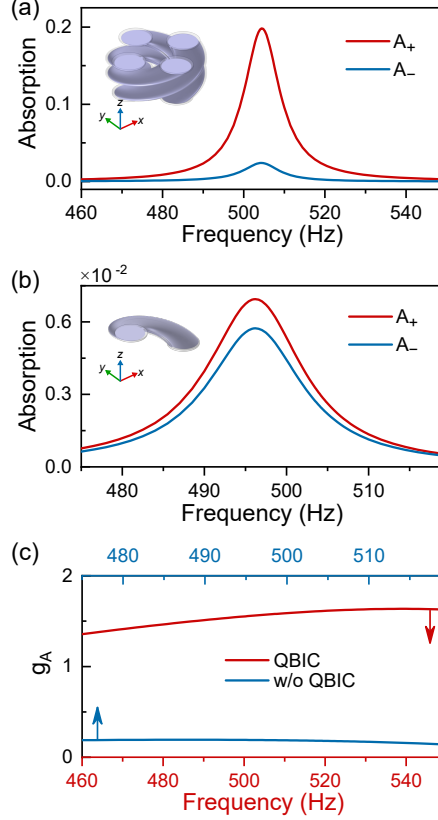 (a)
0.2
0.1
0.0
Absorption
A+
A−
y z x
460 480 500 520 540
Frequency (Hz)
(b)
×10⁻²
0.6
0.3
0.0
Absorption
A+
A−
y z x
480 490 500 510
Frequency (Hz)
(c)
480 490 500 510
2
1
0
gA
QBIC
w/o QBIC
460 480 500 520 540
Frequency (Hz)